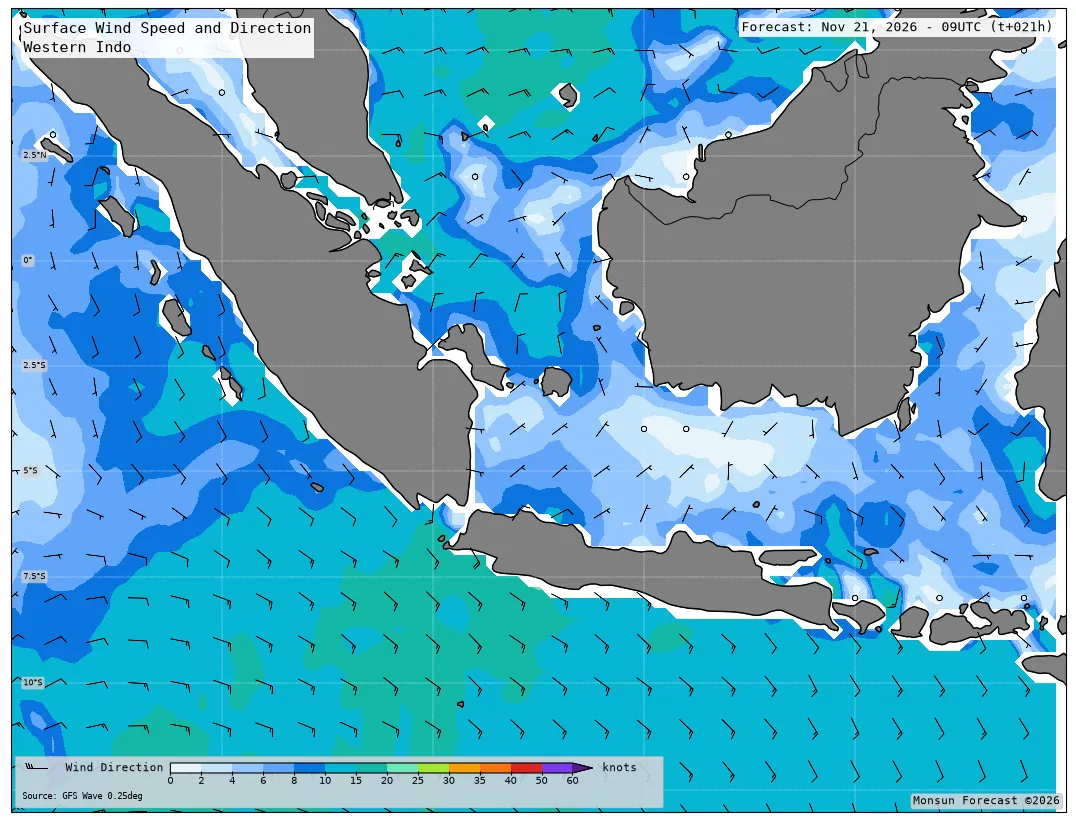 Surface Wind Speed and Direction
Western Indo
Forecast: Nov 21, 2026 - 09UTC (t+021h)
2.5°N
0°
2.5°S
5°S
7.5°S
10°S
Wind Direction
0 2 4 6 8 10 15 20 25 30 35 40 50 60
knots
Source: GFS Wave 0.25deg
Monsun Forecast ©2026